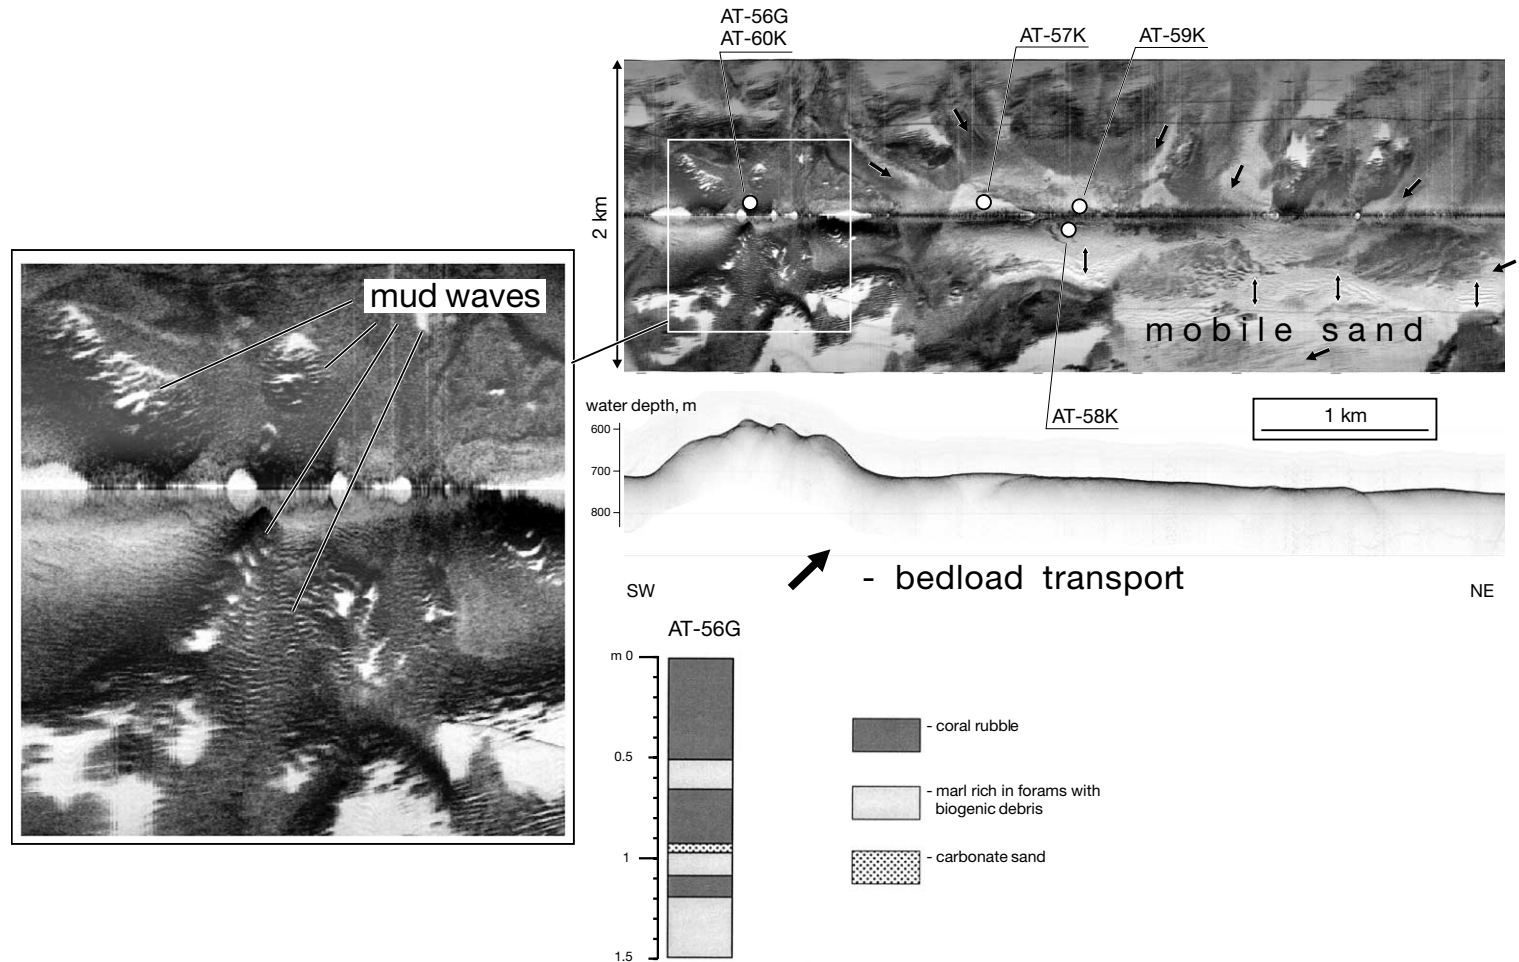 AT-56G
AT-60K
AT-57K
AT-59K
2 km
mud waves
mobile sand
AT-58K
water depth, m
600
700
800
1 km
- bedload transport
SW
NE
AT-56G
m 0
0.5
1
1.5
- coral rubble
- marl rich in forams with
biogenic debris
- carbonate sand